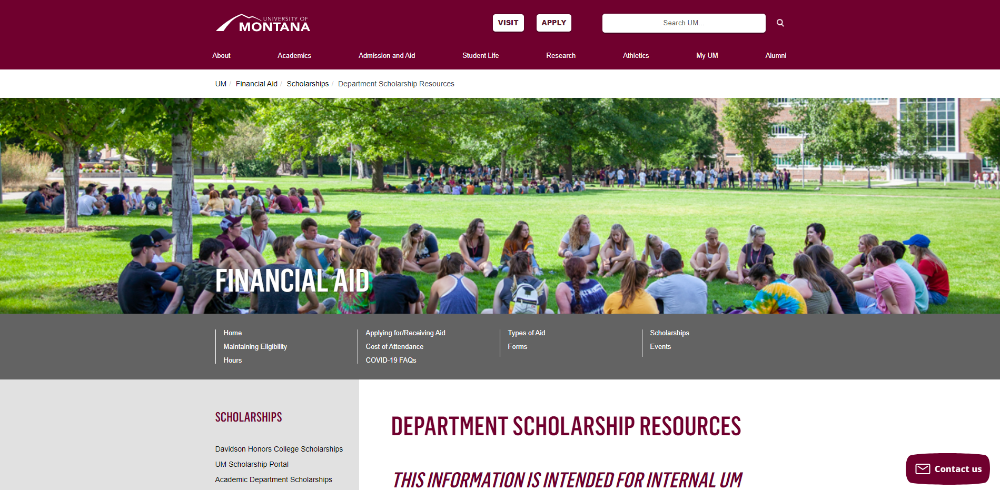 UNIVERSITY OF
MONTANA
VISIT
APPLY
Search UM...
About
Academics
Admission and Aid
Student Life
Research
Athletics
My UM
Alumni
UM / Financial Aid / Scholarships / Department Scholarship Resources
FINANCIAL AID
Home
Maintaining Eligibility
Hours
Applying for/Receiving Aid
Cost of Attendance
COVID-19 FAQs
Types of Aid
Forms
Scholarships
Events
SCHOLARSHIPS
Davidson Honors College Scholarships
UM Scholarship Portal
Academic Department Scholarships
DEPARTMENT SCHOLARSHIP RESOURCES
THIS INFORMATION IS INTENDED FOR INTERNAL UM
Contact us